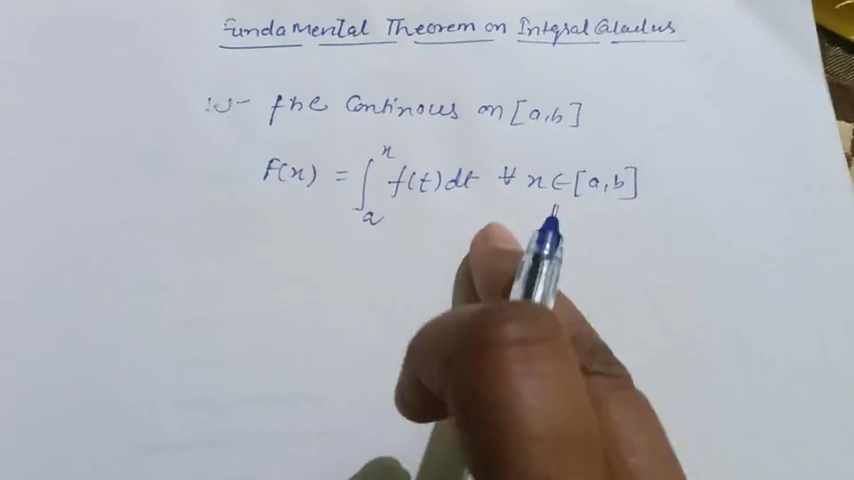 Fundamental Theorem on Integral Calculus
f be Continous on [a,b]
F(x) = ∫ₐˣ f(t)dt ∀ x ∈ [a,b]